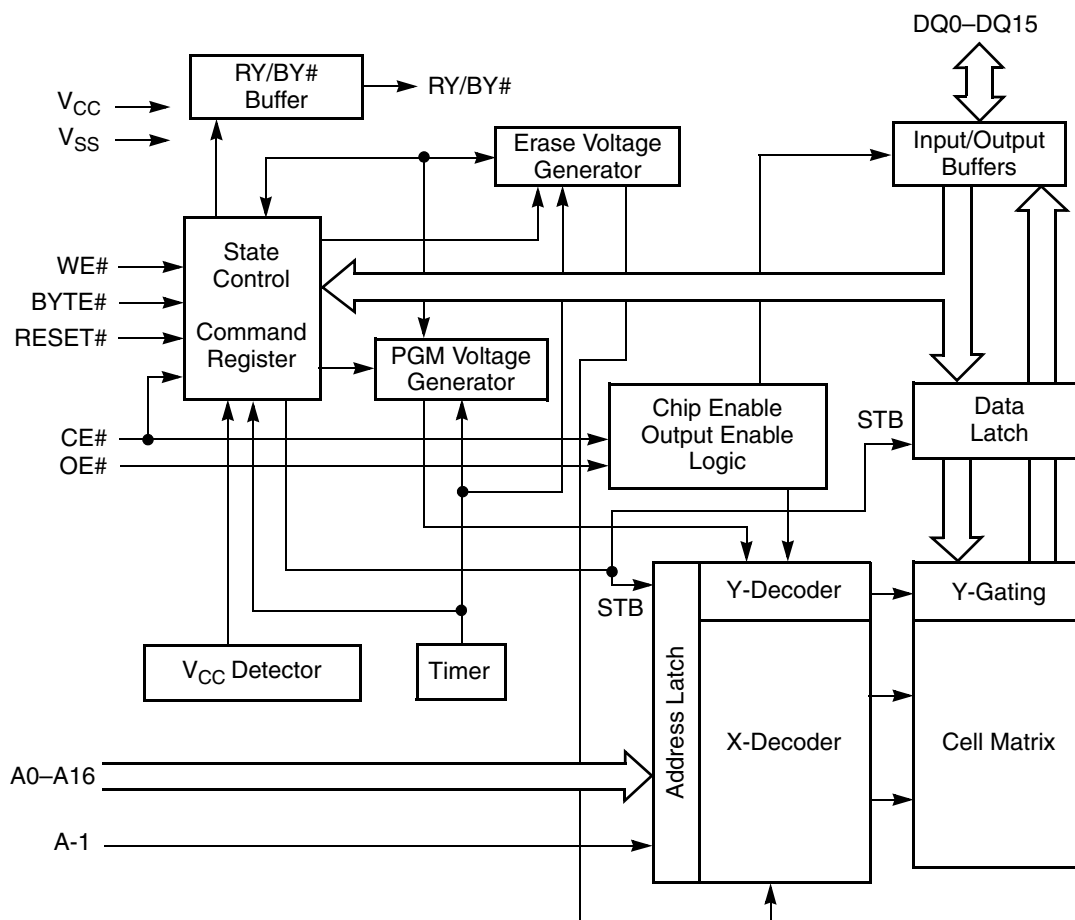 DQ0–DQ15
RY/BY#
Buffer
RY/BY#
VCC
VSS
Erase Voltage
Generator
Input/Output
Buffers
State
Control
WE#
BYTE#
RESET#
Command
Register
PGM Voltage
Generator
Chip Enable
Output Enable
Logic
STB
Data
Latch
CE#
OE#
STB
Y-Decoder
Y-Gating
VCC Detector
Timer
Address Latch
X-Decoder
Cell Matrix
A0–A16
A-1